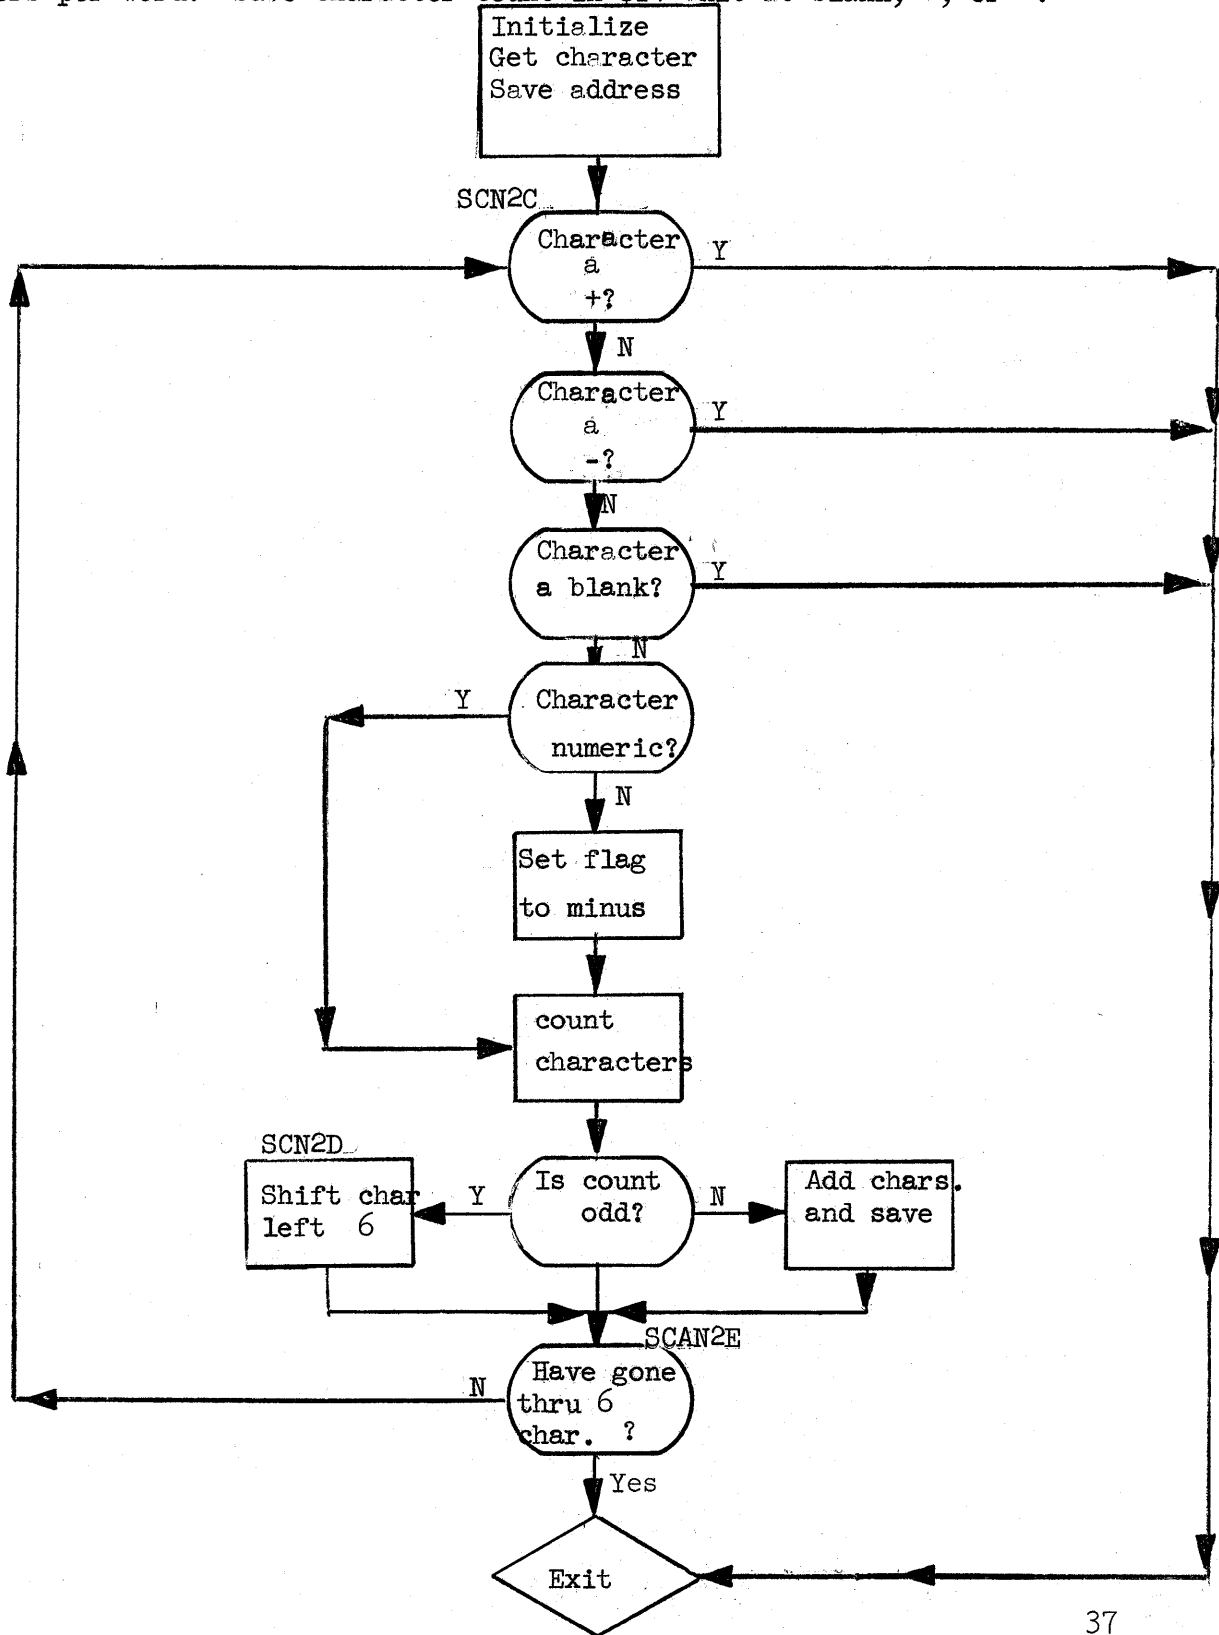 Initialize
Get character
Save address
SCN2C
Character
a
+?
Y
N
Character
a
-?
Y
N
Character
a blank?
Y
N
Character
numeric?
Y
N
Set flag
to minus
count
characters
SCN2D
Shift char
left 6
Y
Is count
odd?
N
Add chars.
and save
SCAN2E
Have gone
thru 6
char. ?
N
Yes
Exit
37